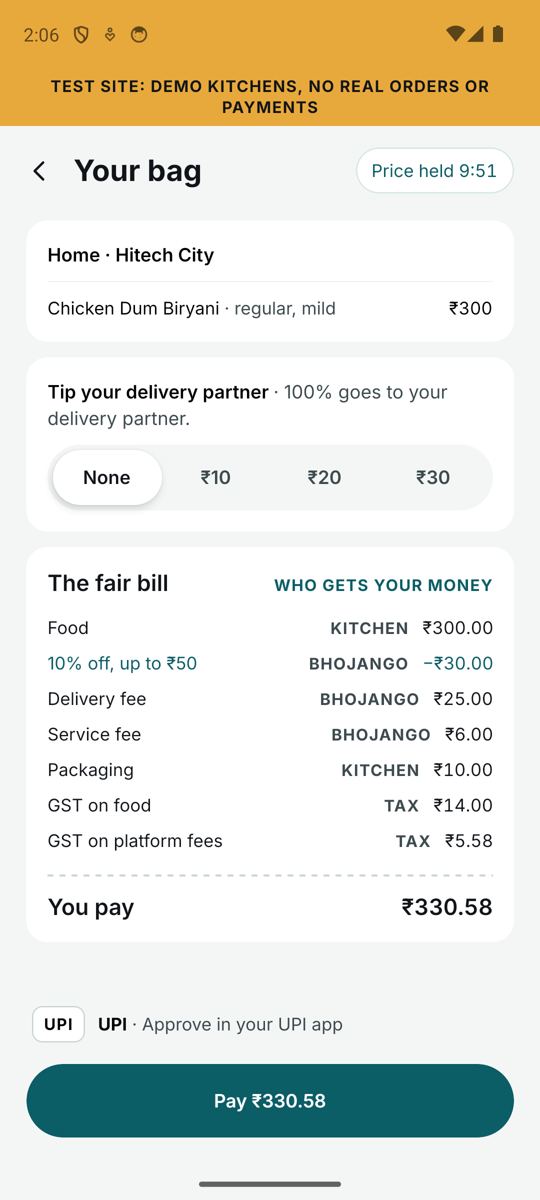 2:06
TEST SITE: DEMO KITCHENS, NO REAL ORDERS OR
PAYMENTS
Your bag
Price held 9:51
Home · Hitech City
Chicken Dum Biryani · regular, mild ₹300
Tip your delivery partner · 100% goes to your
delivery partner.
None ₹10 ₹20 ₹30
The fair bill WHO GETS YOUR MONEY
Food KITCHEN ₹300.00
10% off, up to ₹50 BHOJANGO −₹30.00
Delivery fee BHOJANGO ₹25.00
Service fee BHOJANGO ₹6.00
Packaging KITCHEN ₹10.00
GST on food TAX ₹14.00
GST on platform fees TAX ₹5.58
You pay ₹330.58
UPI UPI · Approve in your UPI app
Pay ₹330.58